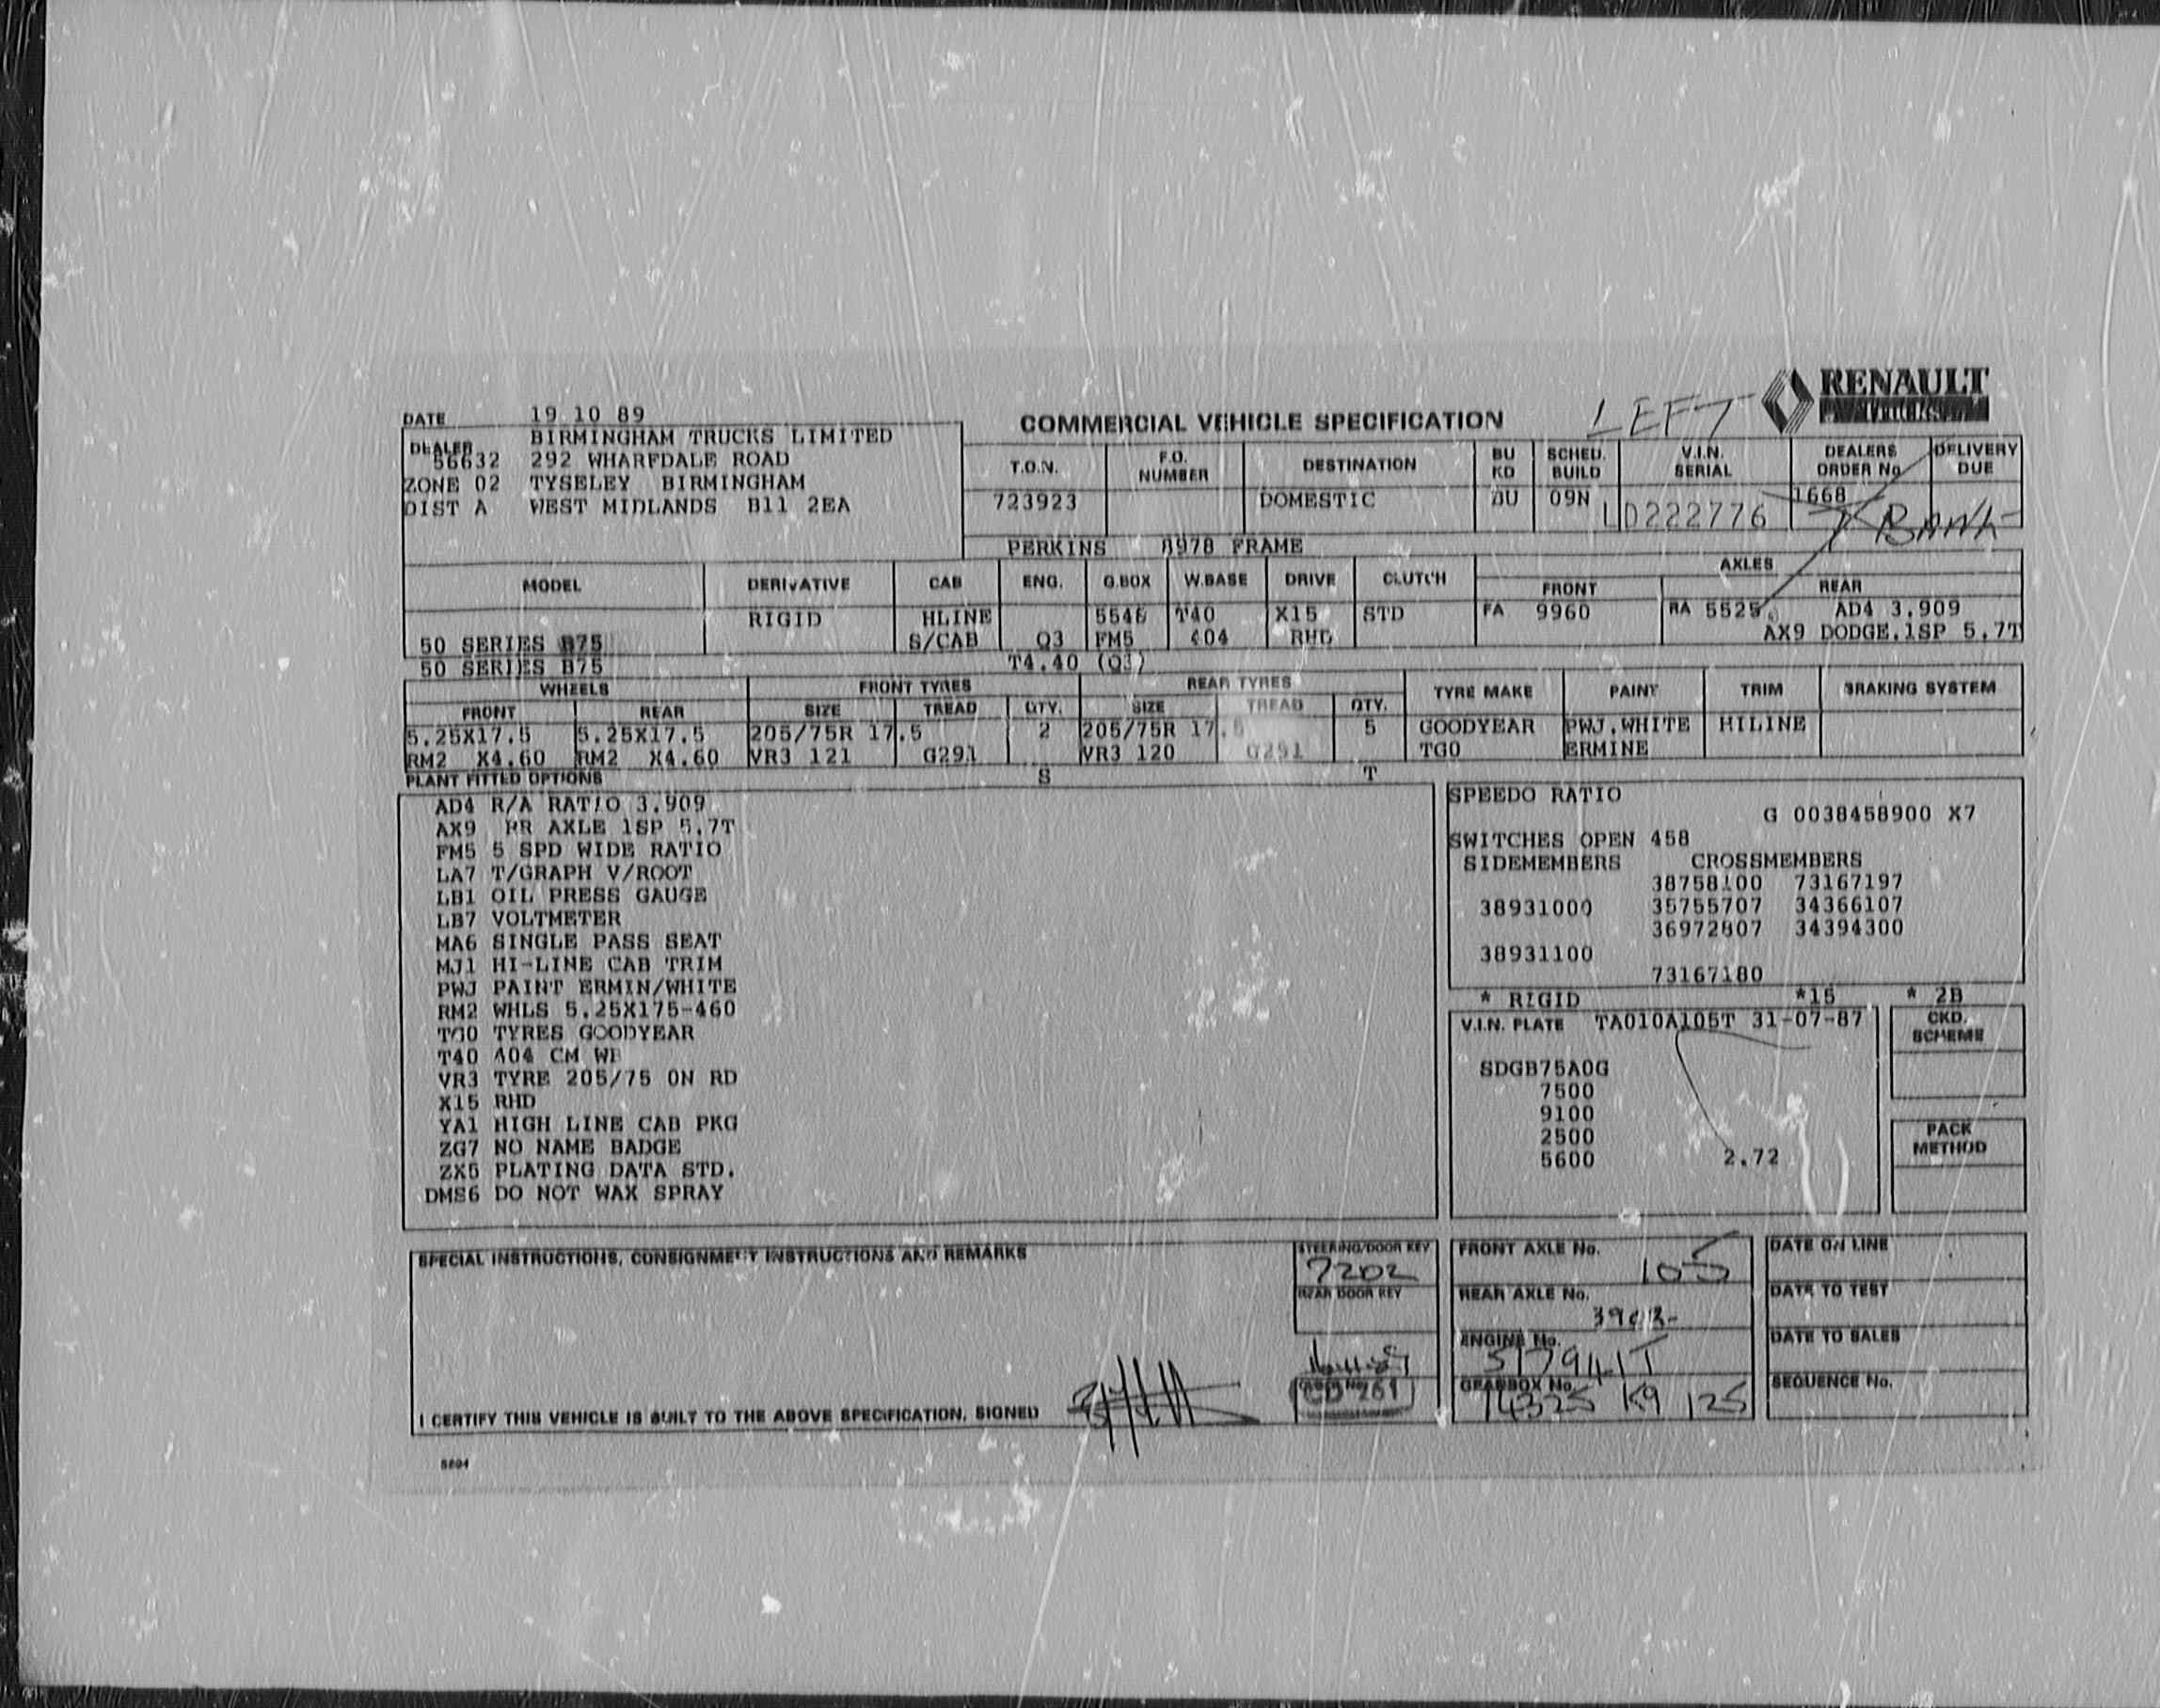 RENAULT
LEFT
DATE 19 10 89
COMMERCIAL VEHICLE SPECIFICATION
DEALER BIRMINGHAM TRUCKS LIMITED
56632 292 WHARFDALE ROAD
ZONE 02 TYSELEY BIRMINGHAM
DIST A WEST MIDLANDS B11 2EA
T.O.N. F.O. NUMBER DESTINATION BU KD SCHED. BUILD V.I.N. SERIAL DEALERS ORDER No DELIVERY DUE
723923 DOMESTIC BU 09N LD222776 1668
BANK
PERKINS 8978 FRAME
MODEL DERIVATIVE CAB ENG. G.BOX W.BASE DRIVE CLUTCH AXLES
FRONT REAR
RIGID HLINE 5546 T40 X15 STD FA 9960 RA 5525 AD4 3.909
50 SERIES B75 S/CAB Q3 FM5 404 RHD AX9 DODGE.1SP 5.7T
50 SERIES B75 T4.40 (Q3)
WHEELS FRONT TYRES REAR TYRES TYRE MAKE PAINT TRIM BRAKING SYSTEM
FRONT REAR SIZE TREAD QTY. SIZE TREAD QTY.
5.25X17.5 5.25X17.5 205/75R 17.5 2 205/75R 17.5 5 GOODYEAR PWJ.WHITE HILINE
RM2 X4.60 RM2 X4.60 VR3 121 G291 VR3 120 G291 TG0 ERMINE
PLANT FITTED OPTIONS S T
AD4 R/A RATIO 3.909
AX9 RR AXLE 1SP 5.7T
FM5 5 SPD WIDE RATIO
LA7 T/GRAPH V/ROOT
LB1 OIL PRESS GAUGE
LB7 VOLTMETER
MA6 SINGLE PASS SEAT
MJ1 HI-LINE CAB TRIM
PWJ PAINT ERMIN/WHITE
RM2 WHLS 5.25X175-460
TG0 TYRES GOODYEAR
T40 404 CM WB
VR3 TYRE 205/75 ON RD
X15 RHD
YA1 HIGH LINE CAB PKG
ZG7 NO NAME BADGE
ZX5 PLATING DATA STD.
DMS6 DO NOT WAX SPRAY
SPEEDO RATIO
G 0038458900 X7
SWITCHES OPEN 458
SIDEMEMBERS CROSSMEMBERS
38758100 73167197
38931000 35755707 34366107
36972807 34394300
38931100
73167180
* RIGID *15 * 2B
V.I.N. PLATE TA010A105T 31-07-87
SDGB75A0G
7500
9100
2500
5600 2.72
CKD. SCHEME
PACK METHOD
SPECIAL INSTRUCTIONS, CONSIGNMENT INSTRUCTIONS AND REMARKS
I CERTIFY THIS VEHICLE IS BUILT TO THE ABOVE SPECIFICATION. SIGNED
STEERING/DOOR KEY
7202
REAR DOOR KEY
FRONT AXLE No. 105
REAR AXLE No.
ENGINE No.
GEARBOX No. 14325 K9 125
DATE ON LINE
DATE TO TEST
DATE TO SALES
SEQUENCE No.